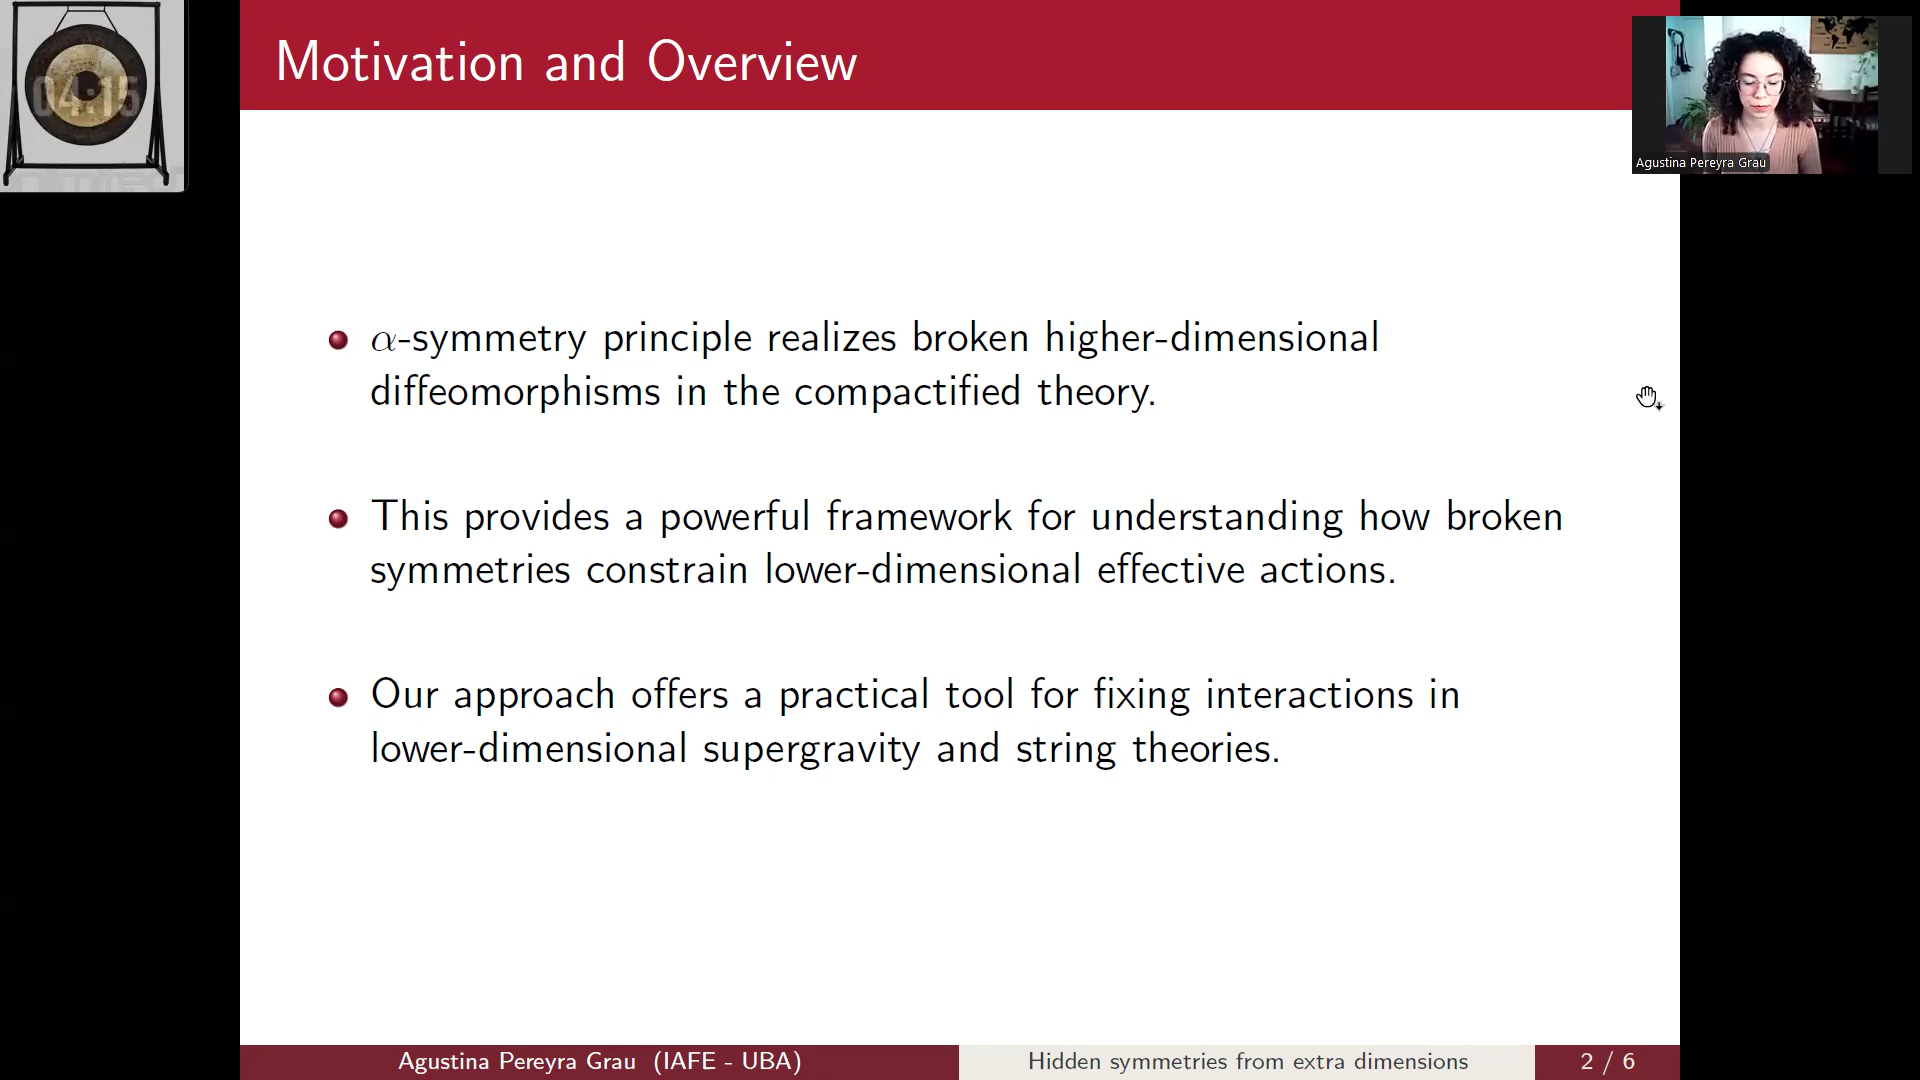 Motivation and Overview
04:15
Agustina Pereyra Grau
α-symmetry principle realizes broken higher-dimensional
diffeomorphisms in the compactified theory.
This provides a powerful framework for understanding how broken
symmetries constrain lower-dimensional effective actions.
Our approach offers a practical tool for fixing interactions in
lower-dimensional supergravity and string theories.
Agustina Pereyra Grau (IAFE - UBA)
Hidden symmetries from extra dimensions
2 / 6